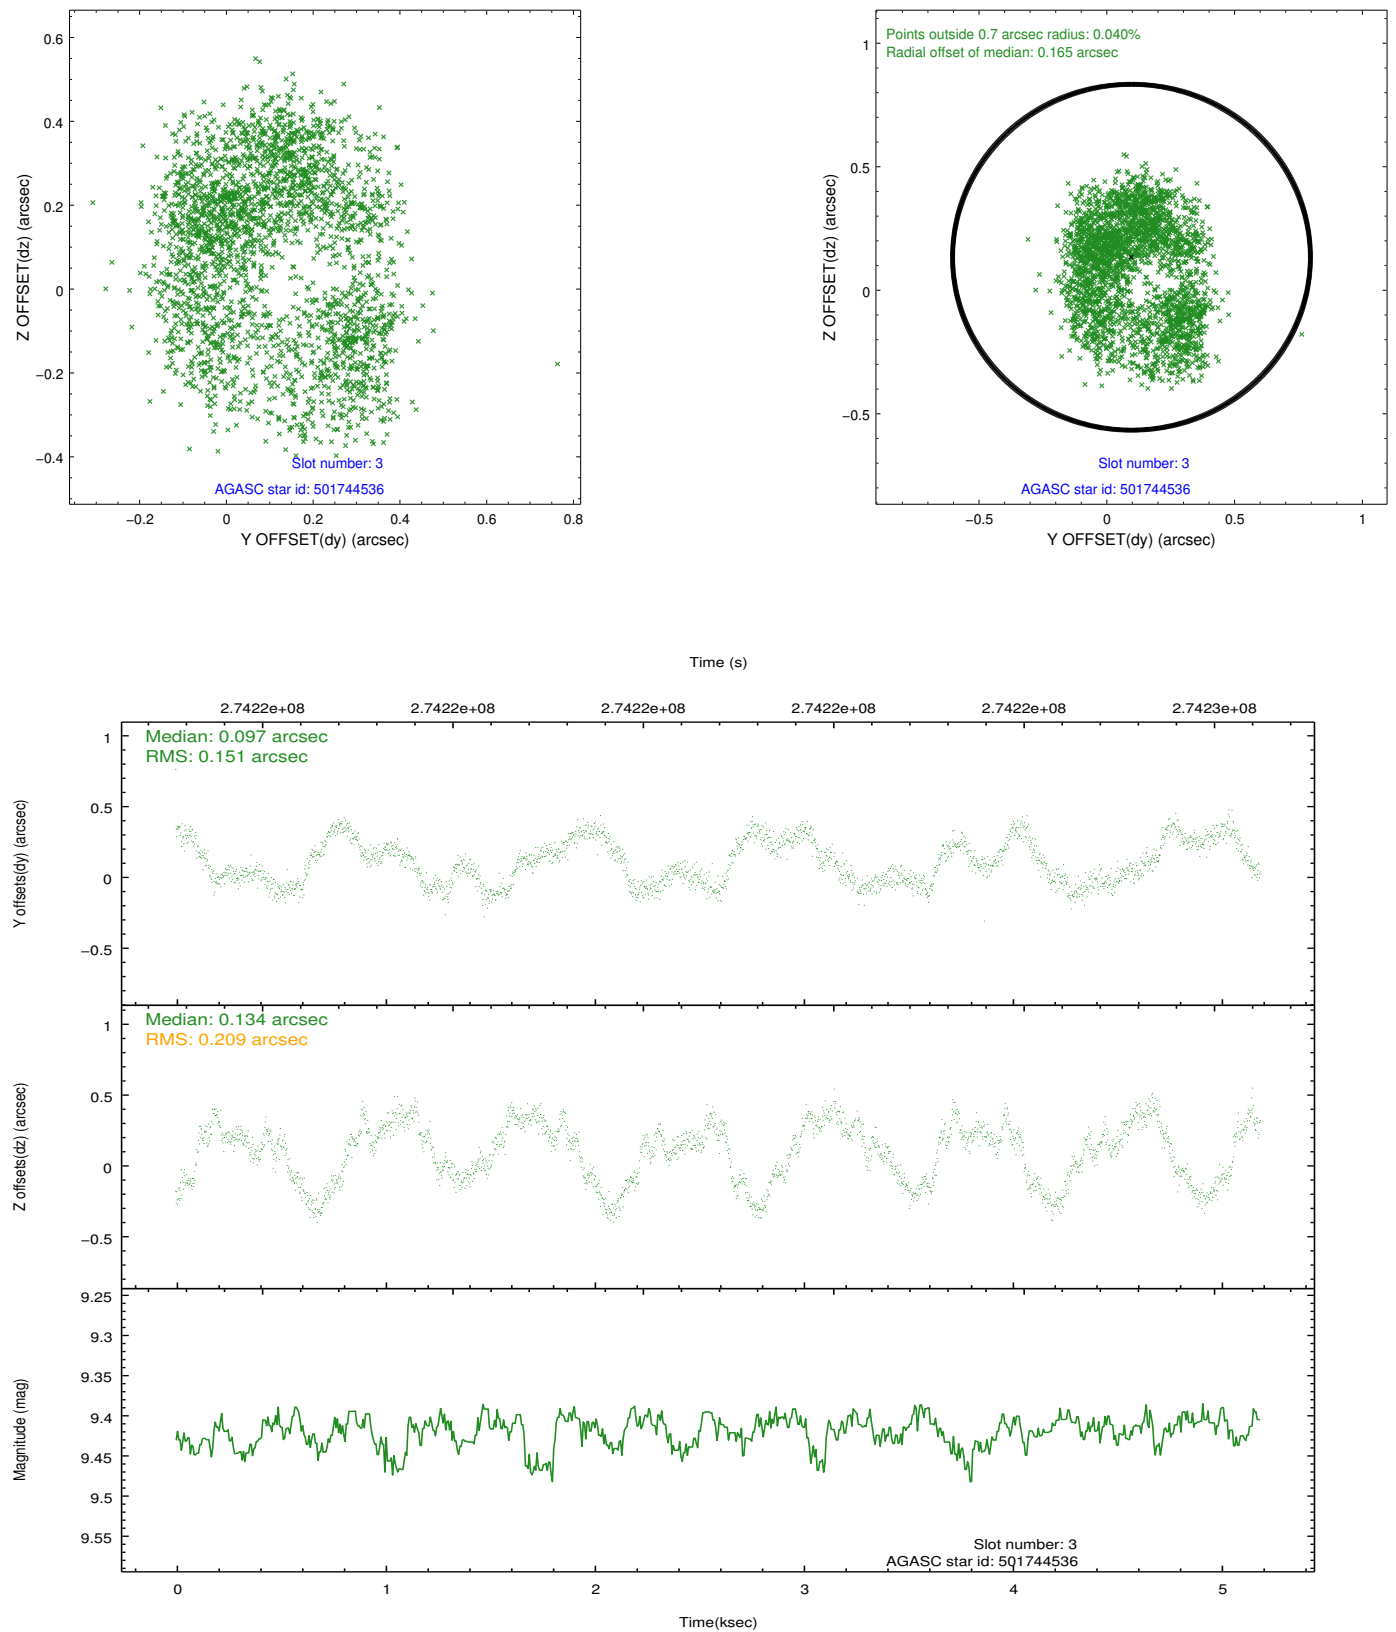 0.6
0.4
0.2
0
−0.2
−0.4
Z OFFSET(dz) (arcsec)
Slot number: 3
AGASC star id: 501744536
−0.2 0 0.2 0.4 0.6 0.8
Y OFFSET(dy) (arcsec)
Points outside 0.7 arcsec radius: 0.040%
Radial offset of median: 0.165 arcsec
1
0.5
0
−0.5
Z OFFSET(dz) (arcsec)
Slot number: 3
AGASC star id: 501744536
−0.5 0 0.5 1
Y OFFSET(dy) (arcsec)
Time (s)
2.7422e+08 2.7422e+08 2.7422e+08 2.7422e+08 2.7422e+08 2.7423e+08
Median: 0.097 arcsec
RMS: 0.151 arcsec
1
0.5
0
−0.5
Y offsets(dy) (arcsec)
Median: 0.134 arcsec
RMS: 0.209 arcsec
1
0.5
0
−0.5
Z offsets(dz) (arcsec)
9.25
9.3
9.35
9.4
9.45
9.5
9.55
Magnitude (mag)
Slot number: 3
AGASC star id: 501744536
0 1 2 3 4 5
Time(ksec)